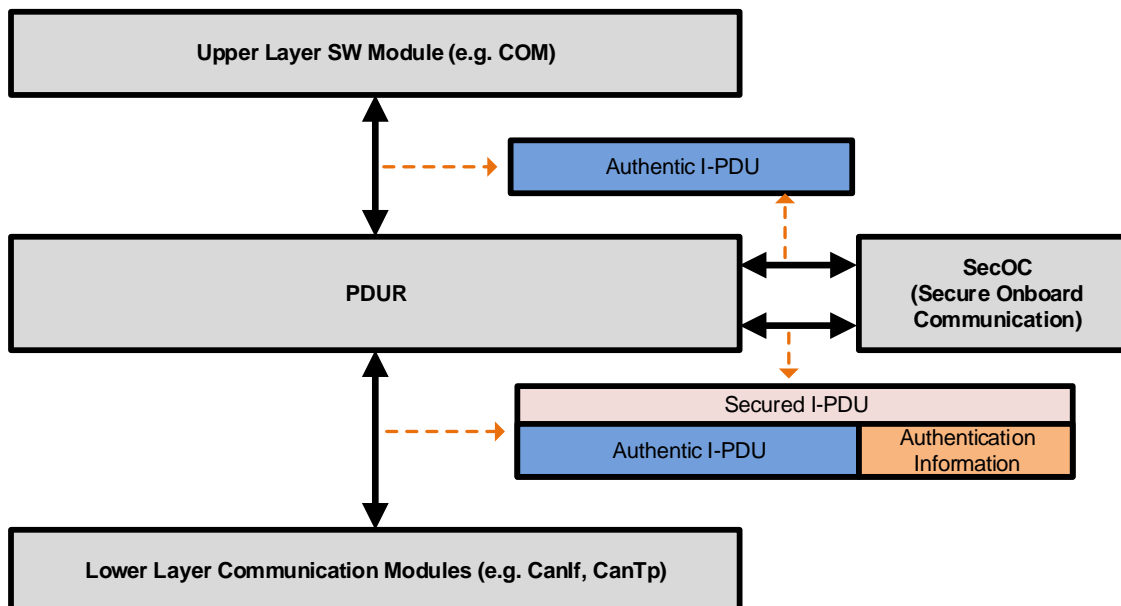 Upper Layer SW Module (e.g. COM)
Authentic I-PDU
PDUR
SecOC
(Secure Onboard
Communication)
Secured I-PDU
Authentic I-PDU
Authentication
Information
Lower Layer Communication Modules (e.g. CanIf, CanTp)